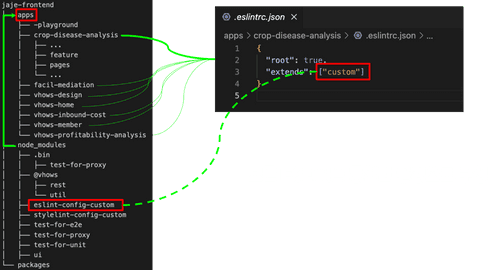 jaje-frontend
├── apps
│   ├── -playground
│   ├── crop-disease-analysis
│   │   ├── ...
│   │   ├── feature
│   │   ├── pages
│   │   └── ...
│   ├── facil-mediation
│   ├── vhows-design
│   ├── vhows-home
│   ├── vhows-inbound-cost
│   ├── vhows-member
│   └── vhows-profitability-analysis
├── node_modules
│   ├── .bin
│   │   ├── test-for-proxy
│   ├── @vhows
│   │   ├── rest
│   │   └── util
│   ├── eslint-config-custom
│   ├── stylelint-config-custom
│   ├── test-for-e2e
│   ├── test-for-proxy
│   ├── test-for-unit
│   ├── ui
└── packages
.eslintrc.json ×
apps > crop-disease-analysis > .eslintrc.json > ...
1 {
2 "root": true,
3 "extends": ["custom"]
4 }
5